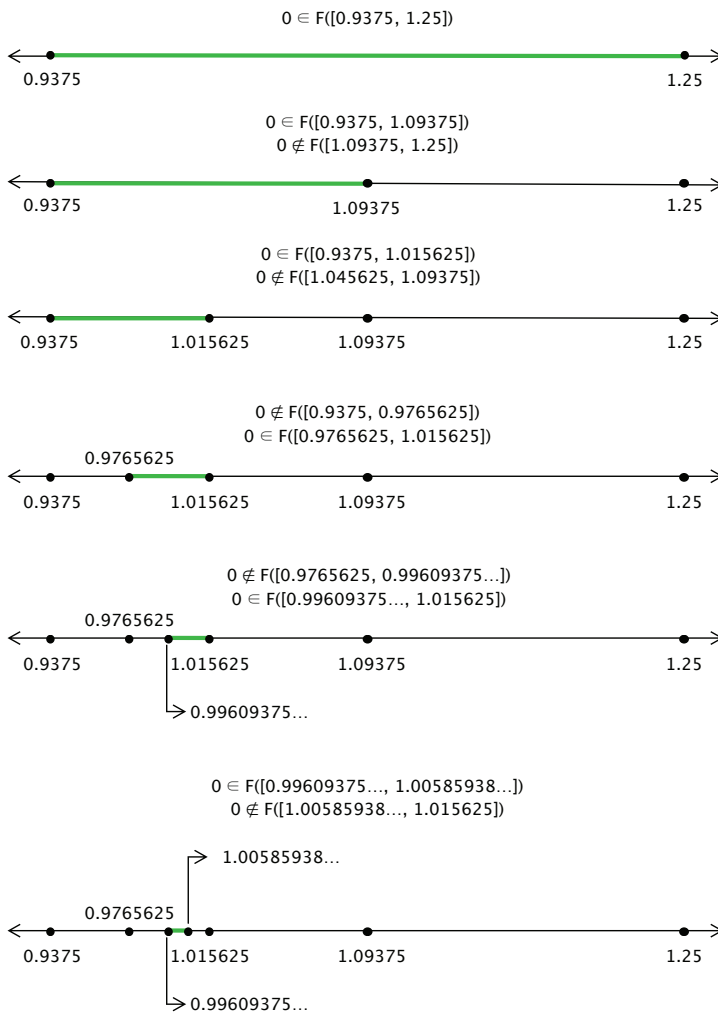 0 ∈ F([0.9375, 1.25])
0.9375 1.25
0 ∈ F([0.9375, 1.09375])
0 ∉ F([1.09375, 1.25])
0.9375 1.09375 1.25
0 ∈ F([0.9375, 1.015625])
0 ∉ F([1.045625, 1.09375])
0.9375 1.015625 1.09375 1.25
0 ∉ F([0.9375, 0.9765625])
0 ∈ F([0.9765625, 1.015625])
0.9765625
0.9375 1.015625 1.09375 1.25
0 ∉ F([0.9765625, 0.99609375...])
0 ∈ F([0.99609375..., 1.015625])
0.9765625
0.9375 1.015625 1.09375 1.25
0.99609375...
0 ∈ F([0.99609375..., 1.00585938...])
0 ∉ F([1.00585938..., 1.015625])
1.00585938...
0.9765625
0.9375 1.015625 1.09375 1.25
0.99609375...